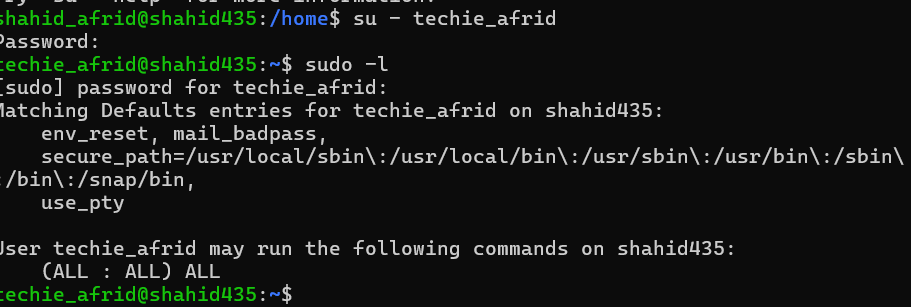 shahid_afrid@shahid435:/home$ su - techie_afrid
Password:
techie_afrid@shahid435:~$ sudo -l
[sudo] password for techie_afrid:
Matching Defaults entries for techie_afrid on shahid435:
    env_reset, mail_badpass,
    secure_path=/usr/local/sbin\:/usr/local/bin\:/usr/sbin\:/usr/bin\:/sbin\
:/bin\:/snap/bin,
    use_pty

User techie_afrid may run the following commands on shahid435:
    (ALL : ALL) ALL
techie_afrid@shahid435:~$